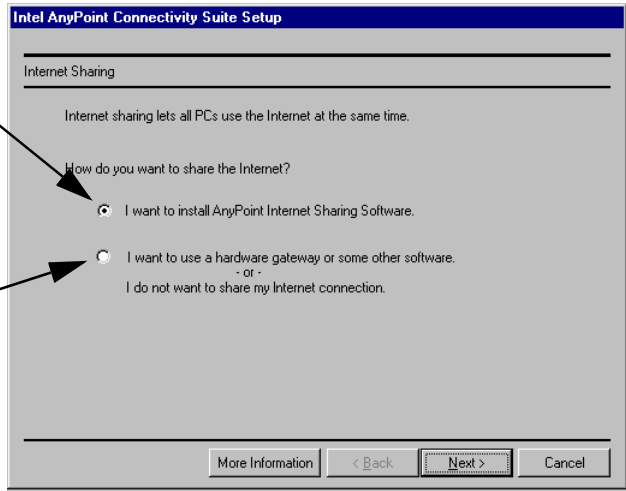 Intel AnyPoint Connectivity Suite Setup
Internet Sharing
Internet sharing lets all PCs use the Internet at the same time.
How do you want to share the Internet?
I want to install AnyPoint Internet Sharing Software.
I want to use a hardware gateway or some other software.
- or -
I do not want to share my Internet connection.
More Information
< Back
Next >
Cancel